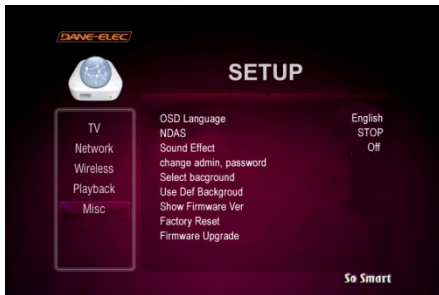 DANE-ELEC
SETUP
TV
Network
Wireless
Playback
Misc
OSD Language English
NDAS STOP
Sound Effect Off
change admin, password
Select bacground
Use Def Backgroud
Show Firmware Ver
Factory Reset
Firmware Upgrade
So Smart